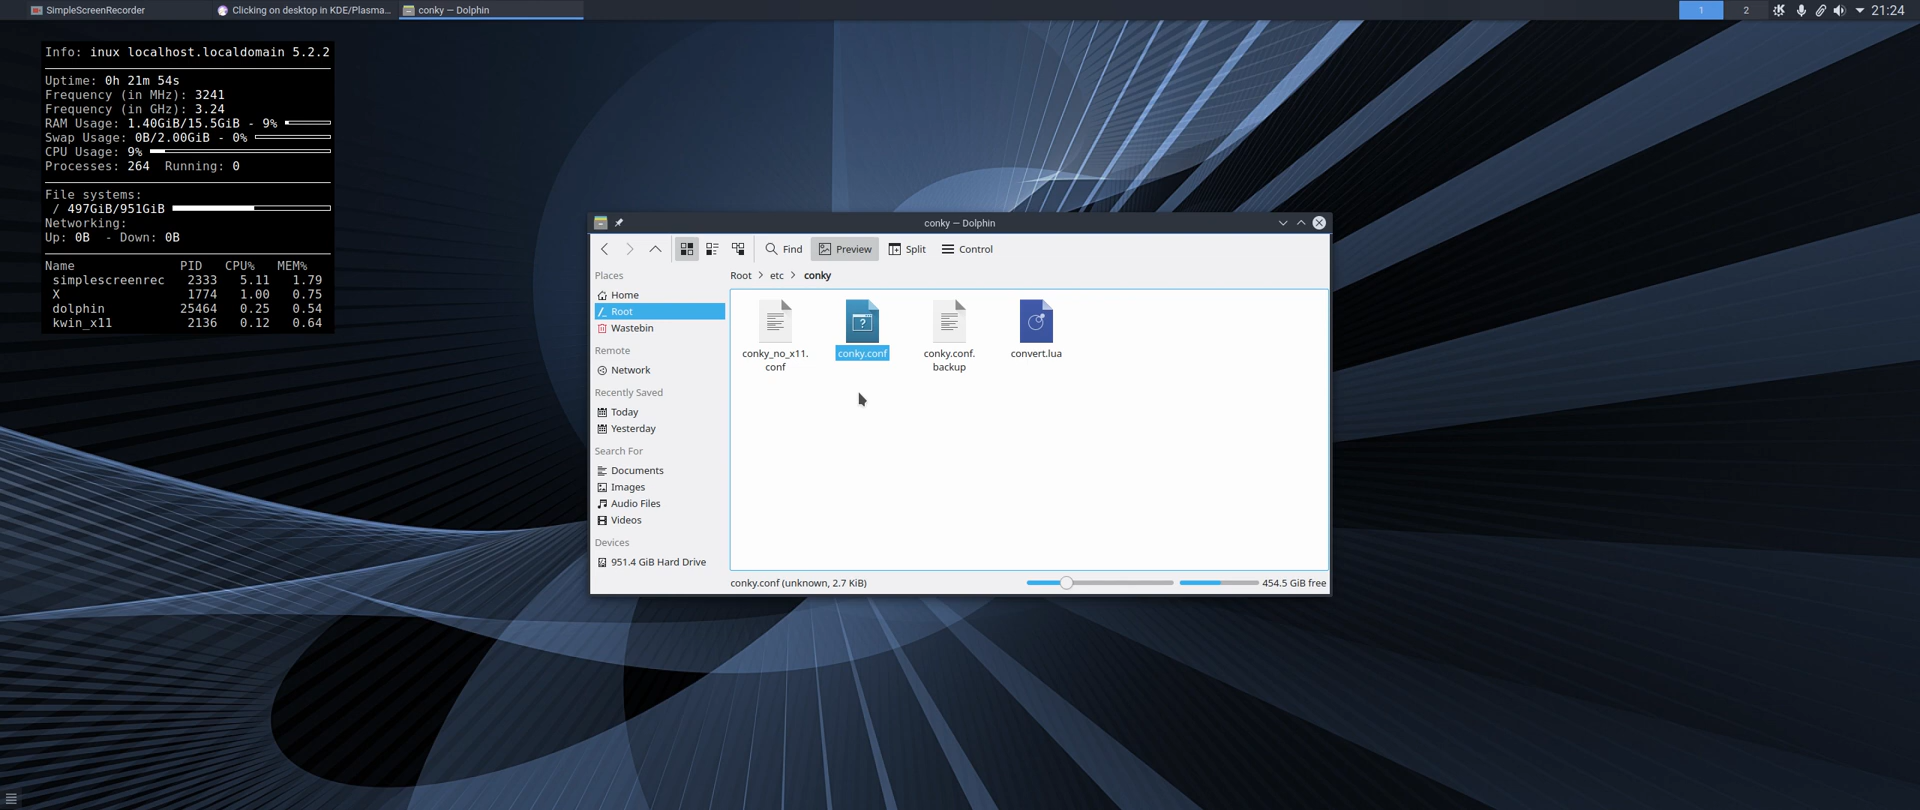 SimpleScreenRecorder
Clicking on desktop in KDE/Plasma...
conky — Dolphin
1
2
21:24
Info: inux localhost.localdomain 5.2.2
Uptime: 0h 21m 54s
Frequency (in MHz): 3241
Frequency (in GHz): 3.24
RAM Usage: 1.40GiB/15.5GiB - 9%
Swap Usage: 0B/2.00GiB - 0%
CPU Usage: 9%
Processes: 264 Running: 0
File systems:
/ 497GiB/951GiB
Networking:
Up: 0B - Down: 0B
Name PID CPU% MEM%
simplescreenrec 2333 5.11 1.79
X 1774 1.00 0.75
dolphin 25464 0.25 0.54
kwin_x11 2136 0.12 0.64
conky — Dolphin
Find
Preview
Split
Control
Places
Home
Root
Wastebin
Remote
Network
Recently Saved
Today
Yesterday
Search For
Documents
Images
Audio Files
Videos
Devices
951.4 GiB Hard Drive
Root > etc > conky
conky_no_x11.
conf
conky.conf
conky.conf.
backup
convert.lua
conky.conf (unknown, 2.7 KiB)
454.5 GiB free